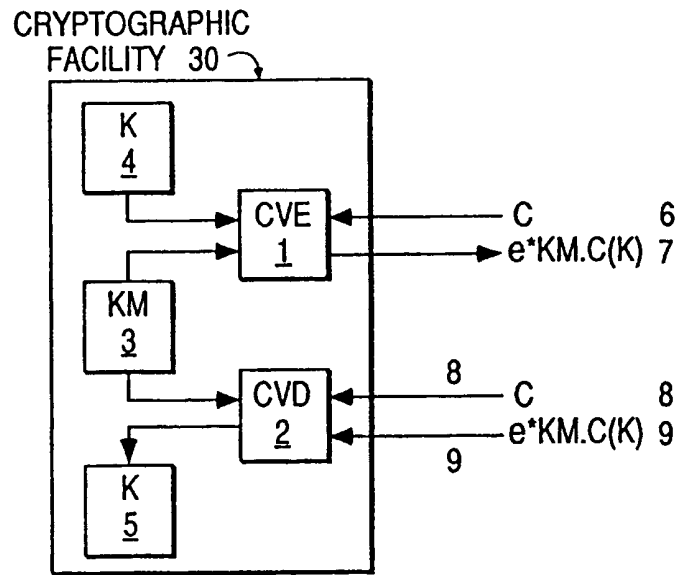 CRYPTOGRAPHIC
FACILITY 30
K
4
CVE
1
C 6
e*KM.C(K) 7
KM
3
CVD
2
8
C 8
e*KM.C(K) 9
9
K
5